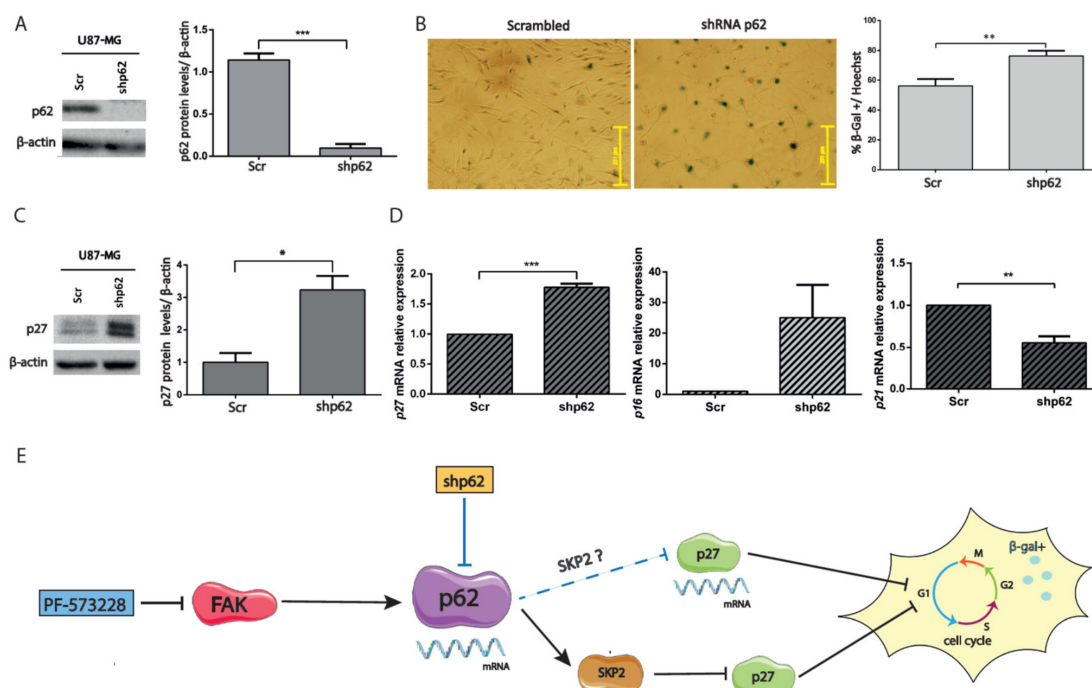 A
U87-MG
Scr
shp62
p62
β-actin
p62 protein levels/ β-actin
1.5
1.0
0.5
0.0
***
Scr
shp62
B
Scrambled
shRNA p62
% β-Gal +/ Hoechst
100
80
60
40
20
0
**
Scr
shp62
C
U87-MG
Scr
shp62
p27
β-actin
p27 protein levels/ β-actin
4
3
2
1
0
*
Scr
shp62
D
p27 mRNA relative expression
2.0
1.5
1.0
0.5
0.0
***
Scr
shp62
p16 mRNA relative expression
40
30
20
10
0
Scr
shp62
p21 mRNA relative expression
1.5
1.0
0.5
0.0
**
Scr
shp62
E
shp62
PF-573228
FAK
p62
mRNA
SKP2 ?
p27
mRNA
SKP2
p27
β-gal+
M
G1
G2
S
cell cycle